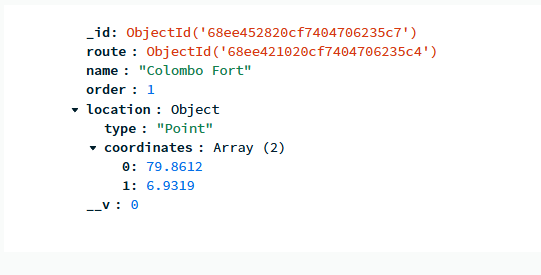 _id: ObjectId('68ee452820cf7404706235c7')
route: ObjectId('68ee421020cf7404706235c4')
name: "Colombo Fort"
order: 1
location: Object
type: "Point"
coordinates: Array (2)
0: 79.8612
1: 6.9319
__v: 0